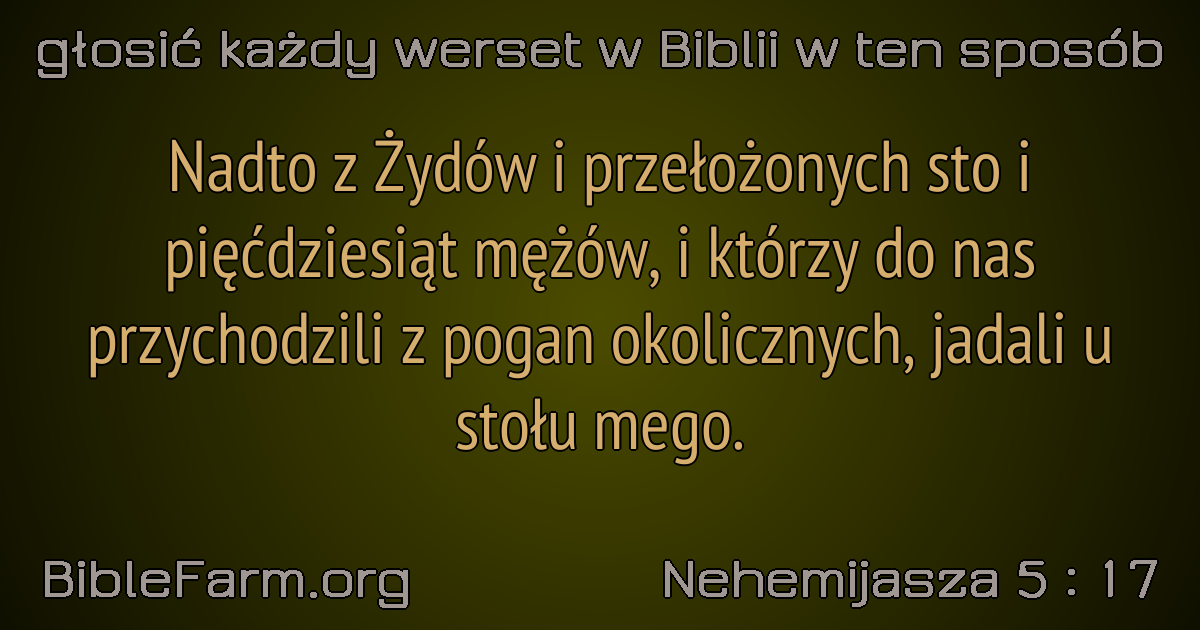 głosić każdy werset w Biblii w ten sposób
Nadto z Żydów i przełożonych sto i
pięćdziesiąt mężów, i którzy do nas
przychodzili z pogan okolicznych, jadali u
stołu mego.
BibleFarm.org
Nehemijasza 5 : 17